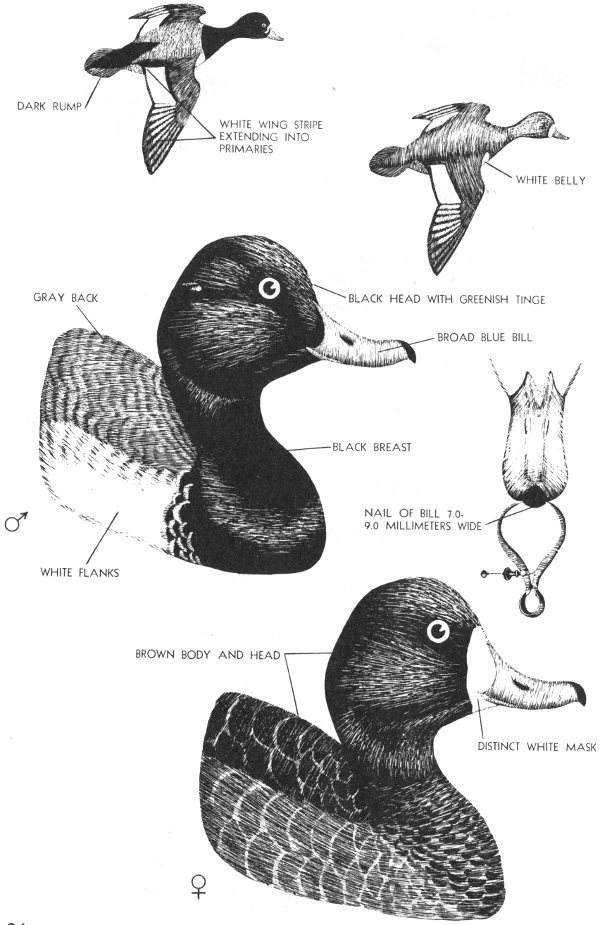 DARK RUMP
WHITE WING STRIPE
EXTENDING INTO
PRIMARIES
WHITE BELLY
GRAY BACK
BLACK HEAD WITH GREENISH TINGE
BROAD BLUE BILL
BLACK BREAST
NAIL OF BILL 7.0-
9.0 MILLIMETERS WIDE
♂
WHITE FLANKS
BROWN BODY AND HEAD
DISTINCT WHITE MASK
♀